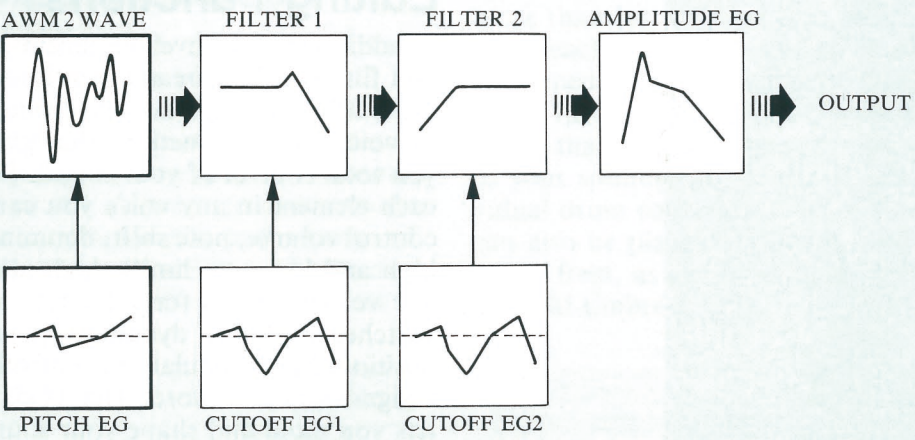 AWM 2 WAVE
FILTER 1
FILTER 2
AMPLITUDE EG
OUTPUT
PITCH EG
CUTOFF EG1
CUTOFF EG2